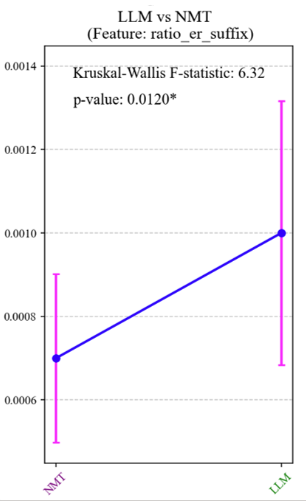 LLM vs NMT
(Feature: ratio_er_suffix)
Kruskal-Wallis F-statistic: 6.32
p-value: 0.0120*
0.0014
0.0012
0.0010
0.0008
0.0006
NMT
LLM